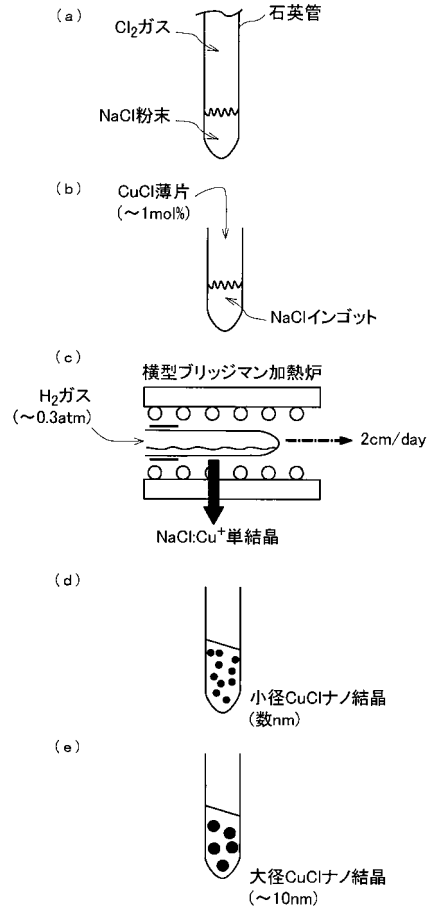 (a)
石英管
Cl₂ガス
NaCl粉末
(b)
CuCl薄片
(～1mol%)
NaClインゴット
(c)
横型ブリッジマン加熱炉
H₂ガス
(～0.3atm)
2cm/day
NaCl:Cu⁺単結晶
(d)
小径CuClナノ結晶
(数nm)
(e)
大径CuClナノ結晶
(～10nm)